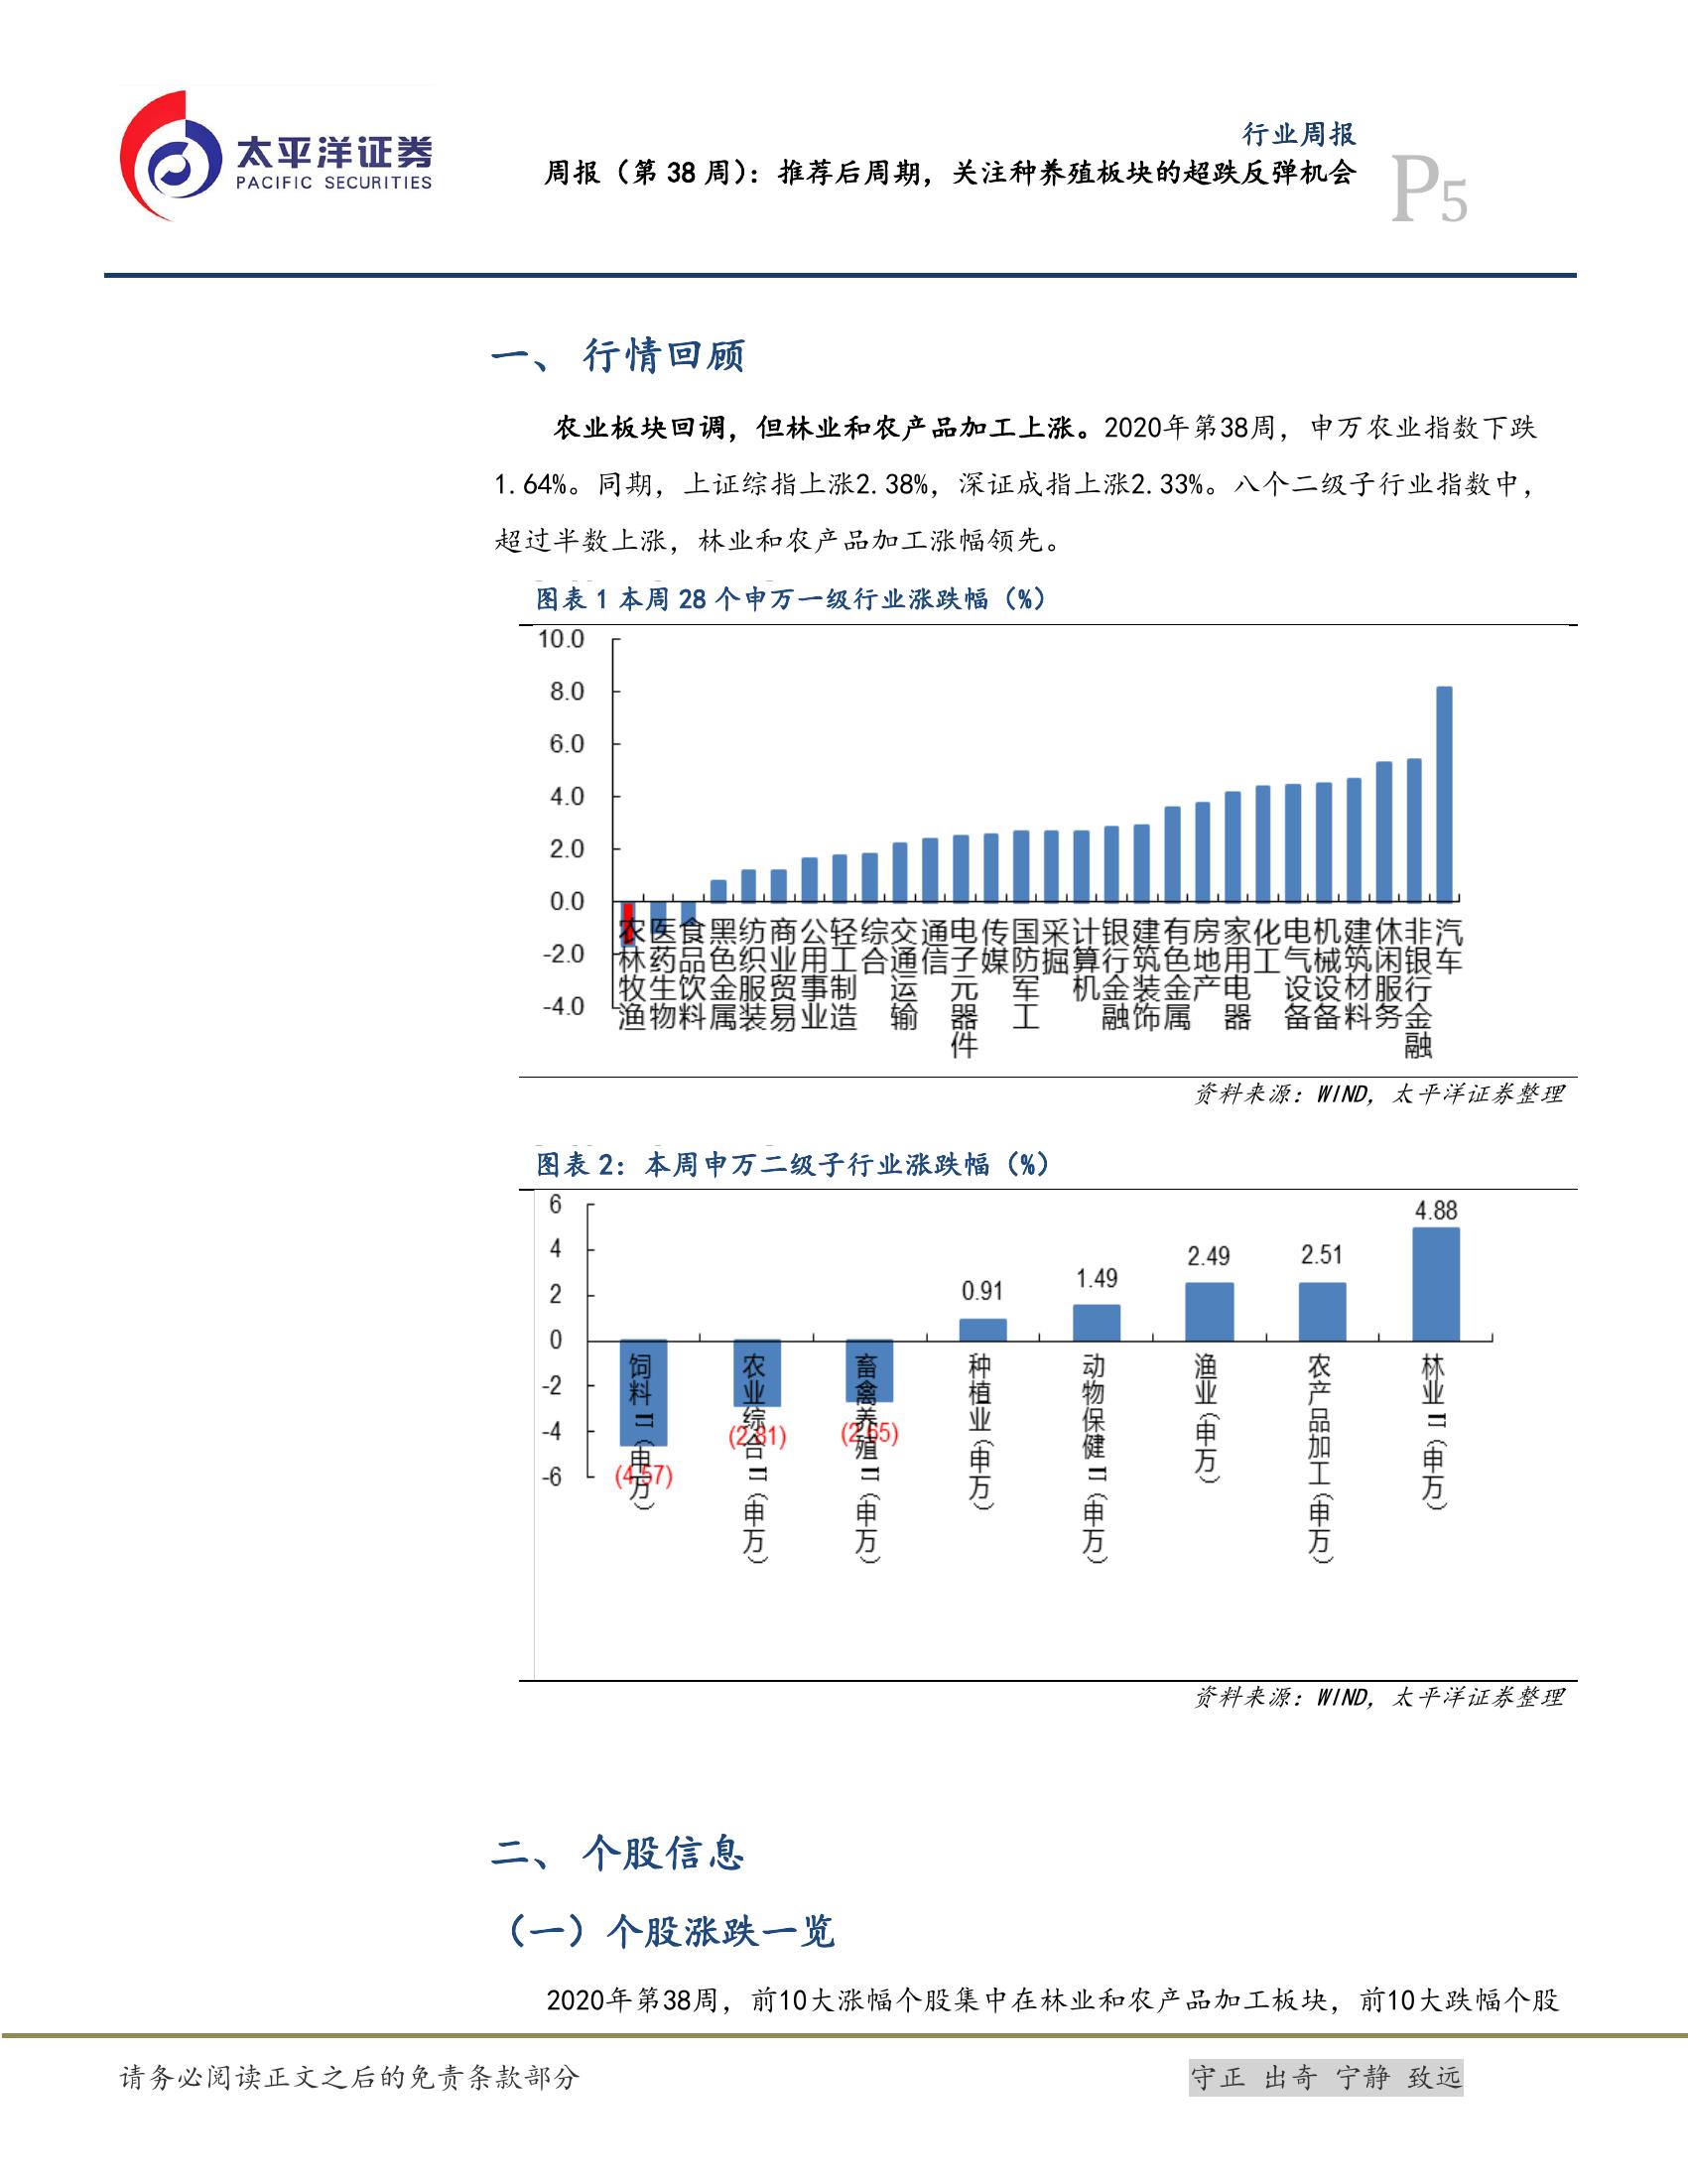 太平洋证券
PACIFIC SECURITIES
行业周报
周报（第 38 周）：推荐后周期，关注种养殖板块的超跌反弹机会
P5
一、 行情回顾
农业板块回调，但林业和农产品加工上涨。2020年第38周，申万农业指数下跌
1.64%。同期，上证综指上涨2.38%，深证成指上涨2.33%。八个二级子行业指数中，
超过半数上涨，林业和农产品加工涨幅领先。
图表 1 本周 28 个申万一级行业涨跌幅（%）
10.0
8.0
6.0
4.0
2.0
0.0
-2.0
-4.0
农林牧渔
医药生物
食品饮料
黑色金属
纺织服装
商业贸易
公用事业
轻工制造
综合
交通运输
通信
电子元器件
传媒
国防军工
采掘
计算机
银行金融
建筑装饰
有色金属
房地产
家用电器
化工
电气设备
机械设备
建筑材料
休闲服务
非银行金融
汽车
资料来源：WIND，太平洋证券整理
图表 2：本周申万二级子行业涨跌幅（%）
6
4
2
0
-2
-4
-6
(4.57)
(2.81)
(2.65)
0.91
1.49
2.49
2.51
4.88
饲料Ⅱ（申万）
农业综合Ⅱ（申万）
畜禽养殖Ⅱ（申万）
种植业（申万）
动物保健Ⅱ（申万）
渔业（申万）
农产品加工（申万）
林业Ⅱ（申万）
资料来源：WIND，太平洋证券整理
二、 个股信息
（一）个股涨跌一览
2020年第38周，前10大涨幅个股集中在林业和农产品加工板块，前10大跌幅个股
请务必阅读正文之后的免责条款部分
守正 出奇 宁静 致远